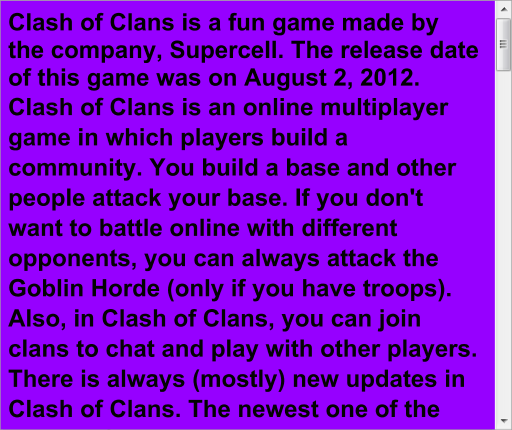 Clash of Clans is a fun game made by
the company, Supercell. The release date
of this game was on August 2, 2012.
Clash of Clans is an online multiplayer
game in which players build a
community. You build a base and other
people attack your base. If you don't
want to battle online with different
opponents, you can always attack the
Goblin Horde (only if you have troops).
Also, in Clash of Clans, you can join
clans to chat and play with other players.
There is always (mostly) new updates in
Clash of Clans. The newest one of the